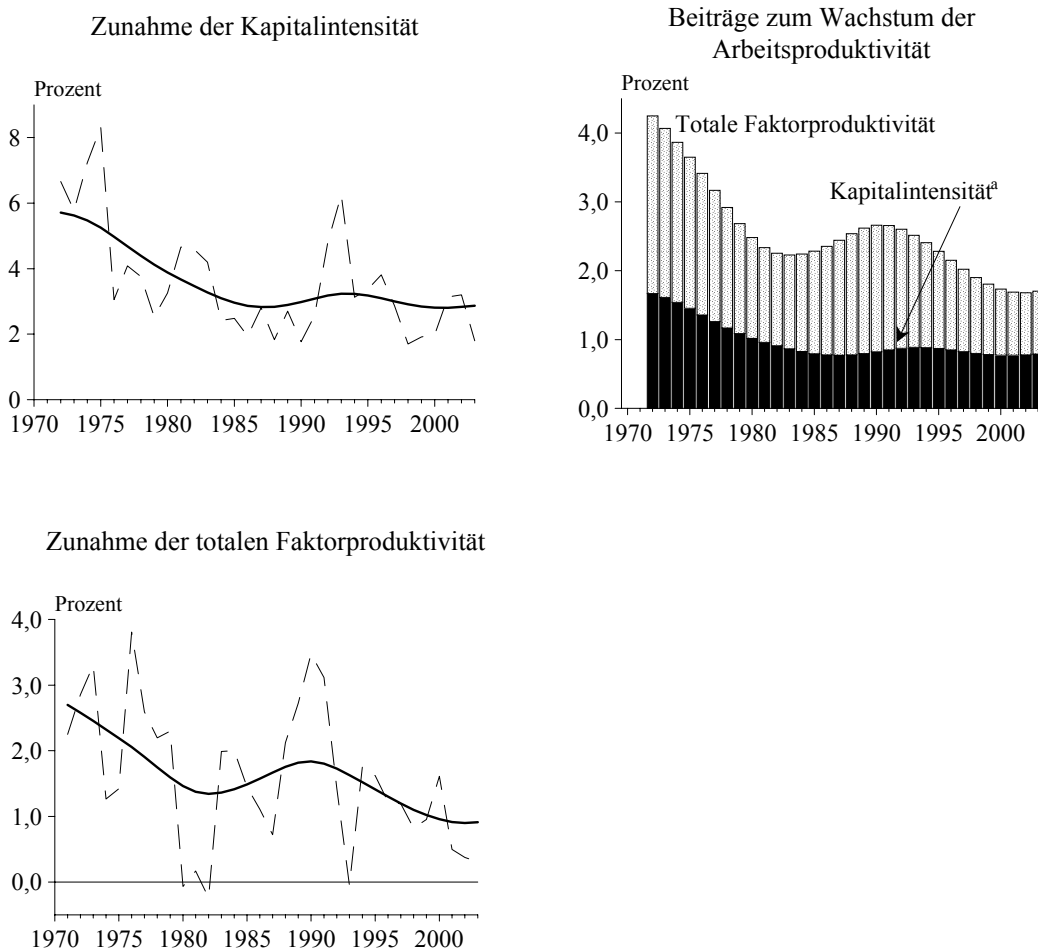 Zunahme der Kapitalintensität
Prozent
8
6
4
2
0
1970 1975 1980 1985 1990 1995 2000
Beiträge zum Wachstum der
Arbeitsproduktivität
Prozent
4,0
Totale Faktorproduktivität
3,0
Kapitalintensitätᵃ
2,0
1,0
0,0
1970 1975 1980 1985 1990 1995 2000
Zunahme der totalen Faktorproduktivität
Prozent
4,0
3,0
2,0
1,0
0,0
1970 1975 1980 1985 1990 1995 2000